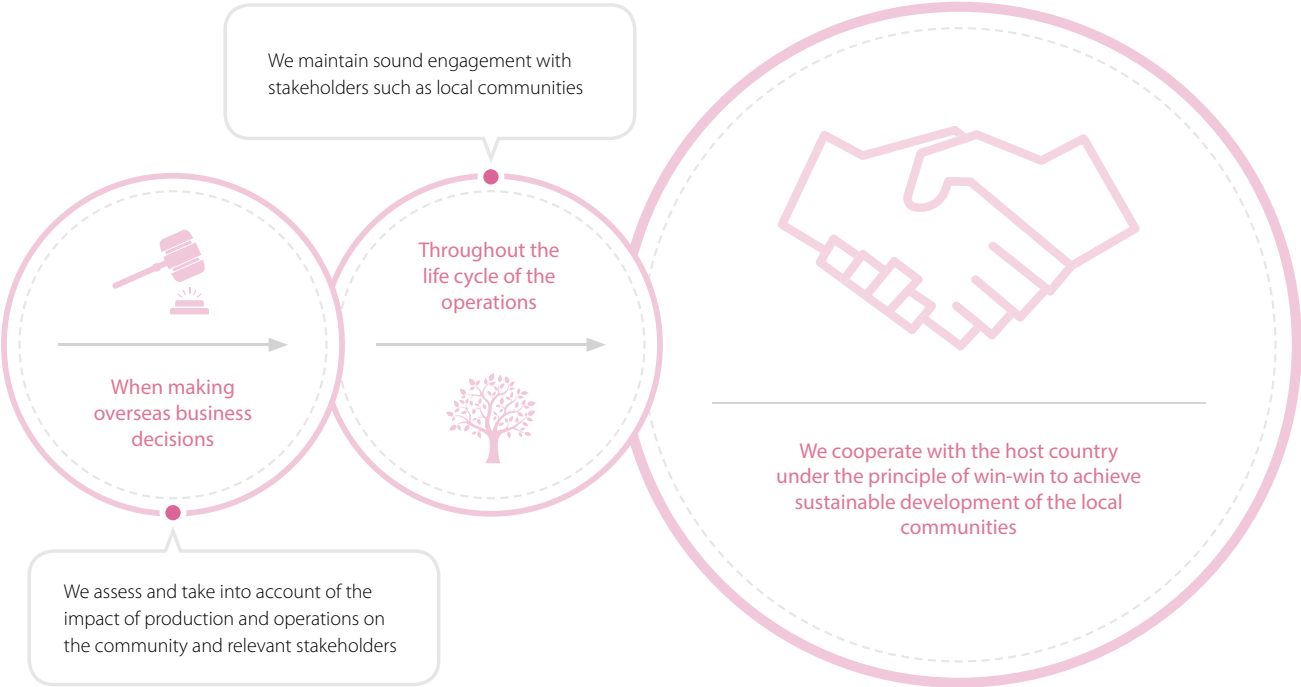 We maintain sound engagement with
stakeholders such as local communities
When making
overseas business
decisions
We assess and take into account of the
impact of production and operations on
the community and relevant stakeholders
Throughout the
life cycle of the
operations
We cooperate with the host country
under the principle of win-win to achieve
sustainable development of the local
communities